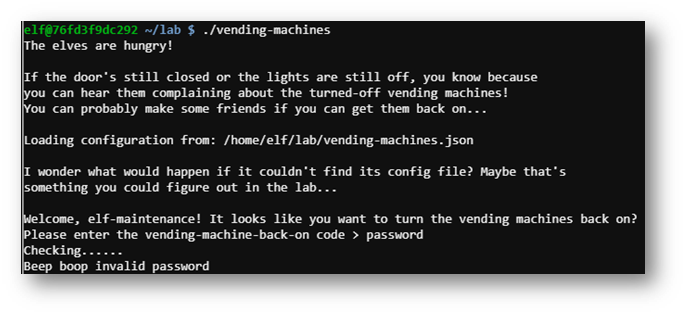 elf@76fd3f9dc292 ~/lab $ ./vending-machines
The elves are hungry!
If the door's still closed or the lights are still off, you know because
you can hear them complaining about the turned-off vending machines!
You can probably make some friends if you can get them back on...
Loading configuration from: /home/elf/lab/vending-machines.json
I wonder what would happen if it couldn't find its config file? Maybe that's
something you could figure out in the lab...
Welcome, elf-maintenance! It looks like you want to turn the vending machines back on?
Please enter the vending-machine-back-on code > password
Checking......
Beep boop invalid password